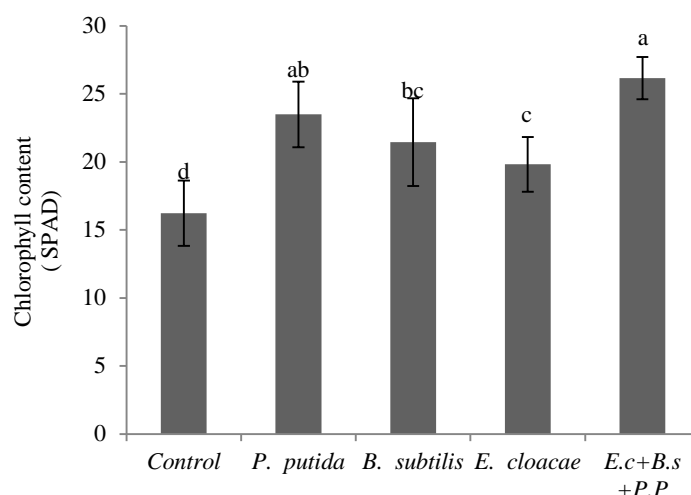 30
25
20
15
10
5
0
Chlorophyll content
( SPAD)
d
ab
bc
c
a
Control
P. putida
B. subtilis
E. cloacae
E.c+B.s
+P.P